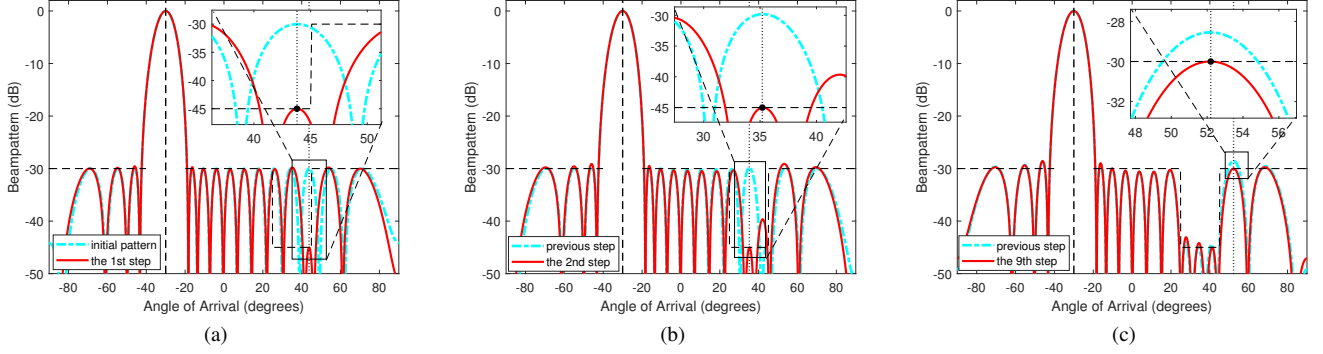 0
-10
-20
-30
-40
-50
Beampattern (dB)
-80 -60 -40 -20 0 20 40 60 80
Angle of Arrival (degrees)
initial pattern
the 1st step
-30
-35
-40
-45
40 45 50
(a)
0
-10
-20
-30
-40
-50
Beampattern (dB)
-80 -60 -40 -20 0 20 40 60 80
Angle of Arrival (degrees)
previous step
the 2nd step
-30
-35
-40
-45
30 35 40
(b)
0
-10
-20
-30
-40
-50
Beampattern (dB)
-80 -60 -40 -20 0 20 40 60 80
Angle of Arrival (degrees)
previous step
the 9th step
-28
-30
-32
48 50 52 54 56
(c)